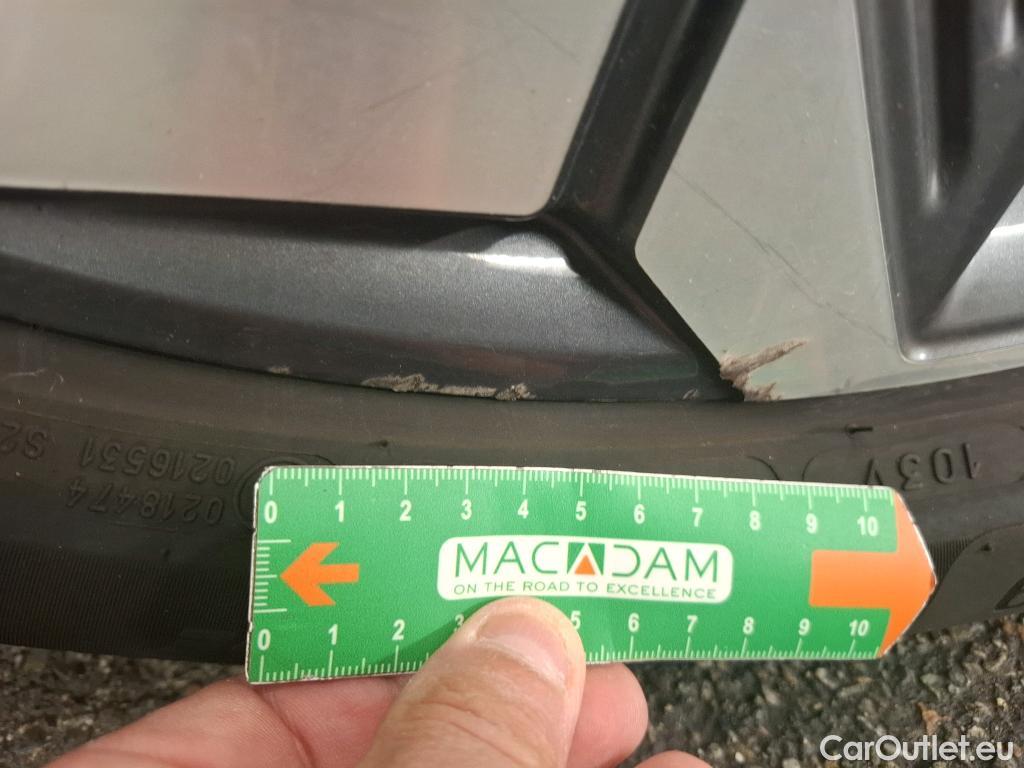 0216531 S2
0218474
103V
0 1 2 3 4 5 6 7 8 9 10
MACADAM
ON THE ROAD TO EXCELLENCE
0 1 2 3 5 6 7 8 9 10
CarOutlet.eu